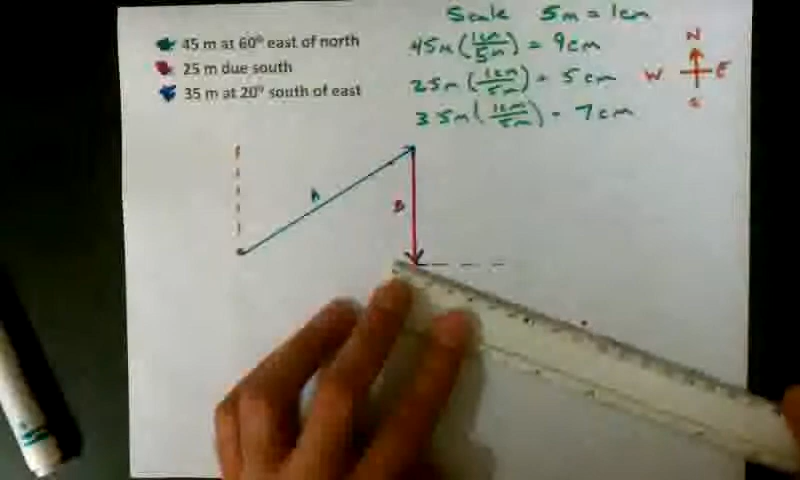 Scale 5m = 1cm
45 m at 60° east of north
45m (1cm/5m) = 9cm
25 m due south
25m (1cm/5m) = 5cm
35 m at 20° south of east
35m (1cm/5m) = 7cm
N
W E
S
A
B